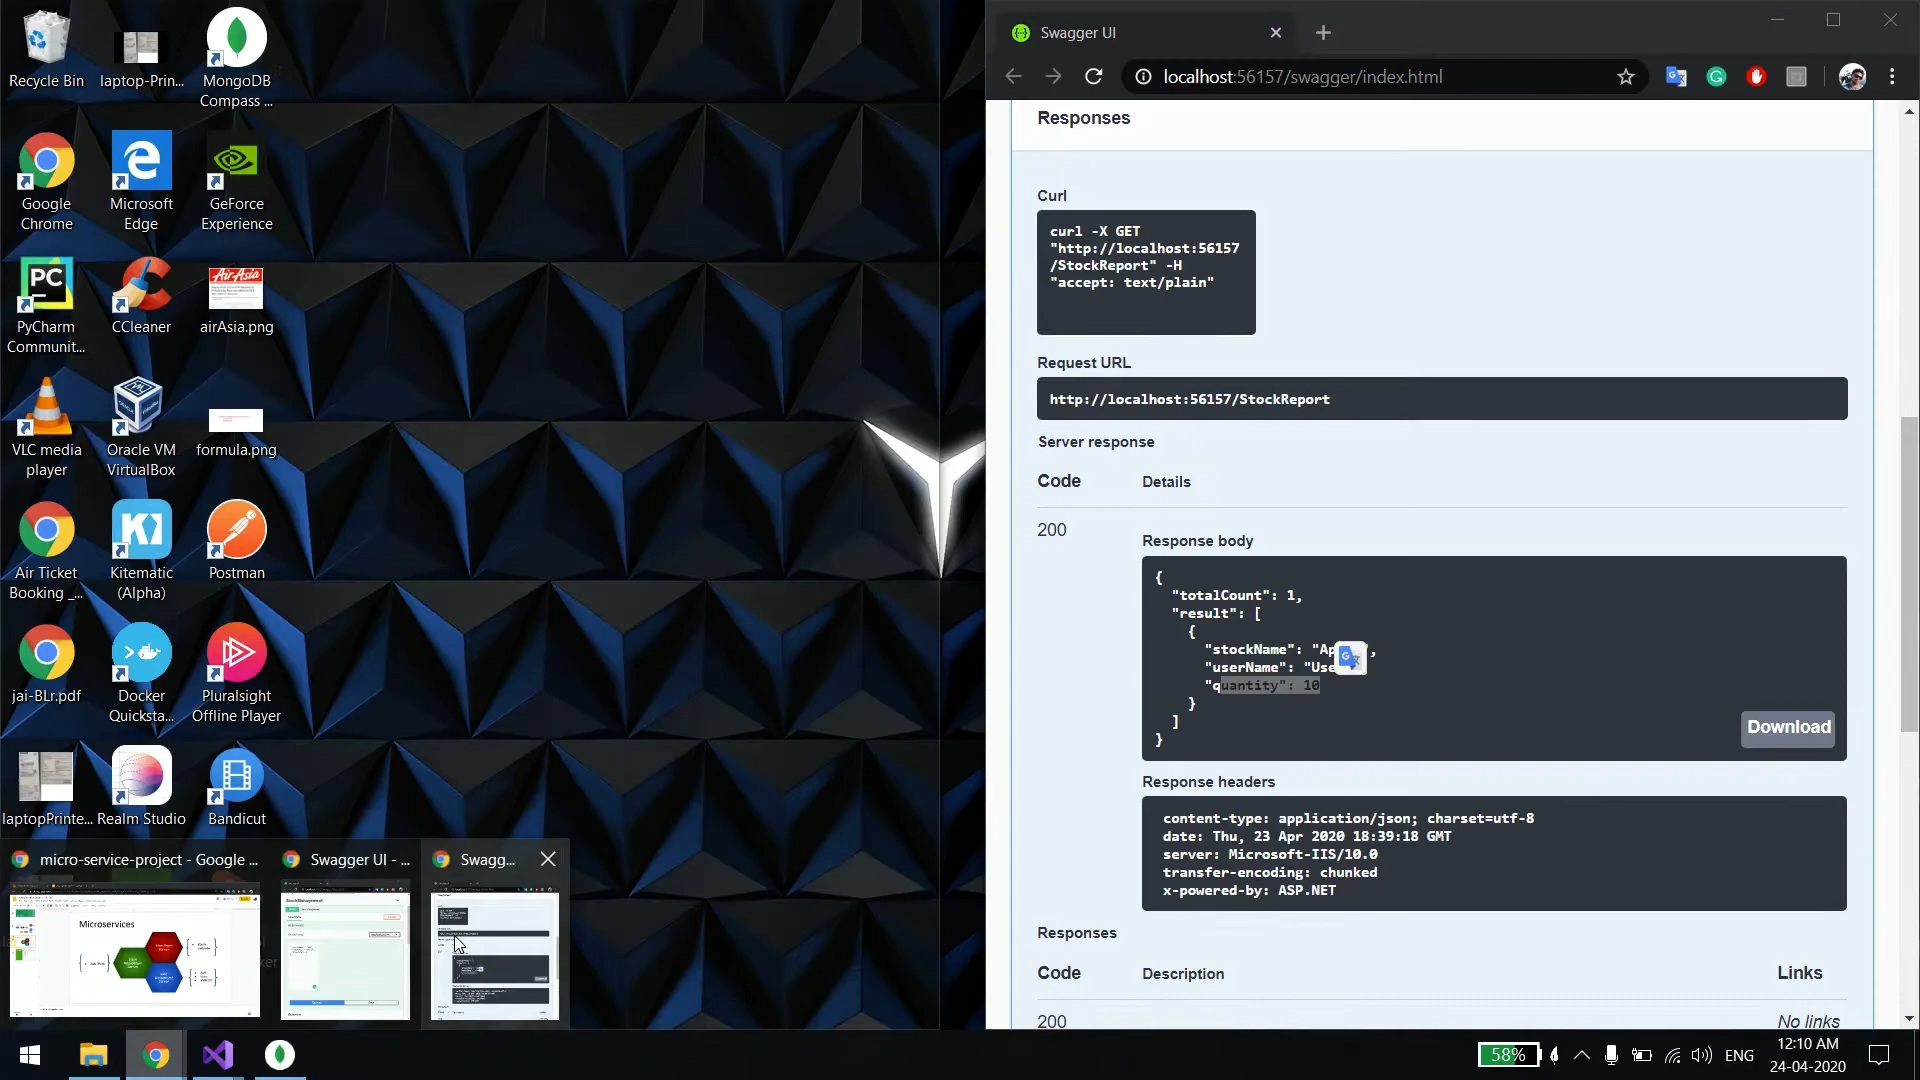 Recycle Bin
laptop-Prin...
MongoDB
Compass ...
Google
Chrome
Microsoft
Edge
GeForce
Experience
PC
PyCharm
Communit...
CCleaner
AirAsia
airAsia.png
VLC media
player
Oracle VM
VirtualBox
formula.png
Air Ticket
Booking _...
Kitematic
(Alpha)
Postman
jai-BLr.pdf
Docker
Quicksta...
Pluralsight
Offline Player
laptopPrinte...
Realm Studio
Bandicut
micro-service-project - Google ...
Swagger UI - ...
Swagg...
Microservices
StockManagement
Swagger UI
localhost:56157/swagger/index.html
Responses
Curl
curl -X GET
"http://localhost:56157
/StockReport" -H
"accept: text/plain"
Request URL
http://localhost:56157/StockReport
Server response
Code
Details
200
Response body
{
"totalCount": 1,
"result": [
{
"stockName": "Ap
",
"userName": "Use
"quantity": 10
}
]
}
Download
Response headers
content-type: application/json; charset=utf-8
date: Thu, 23 Apr 2020 18:39:18 GMT
server: Microsoft-IIS/10.0
transfer-encoding: chunked
x-powered-by: ASP.NET
Responses
Code
Description
Links
200
No links
58%
ENG
12:10 AM
24-04-2020